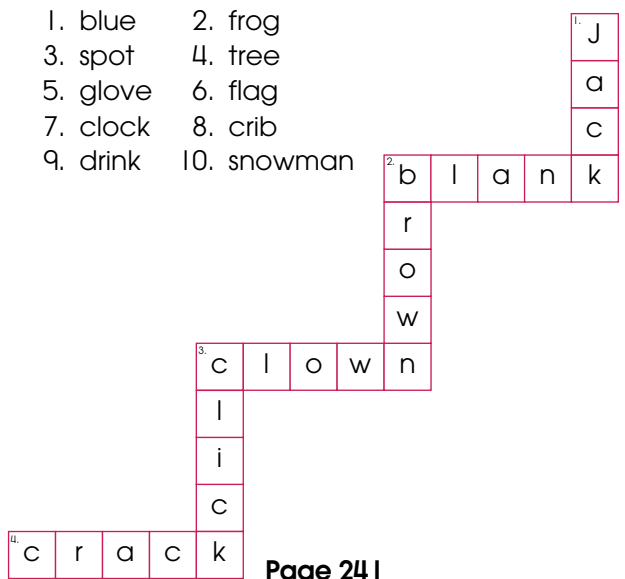 1. blue 2. frog
3. spot 4. tree
5. glove 6. flag
7. clock 8. crib
9. drink 10. snowman
1. J
a
c
2. b l a n k
r
o
w
3. c l o w n
l
i
c
4. c r a c k
Page 241